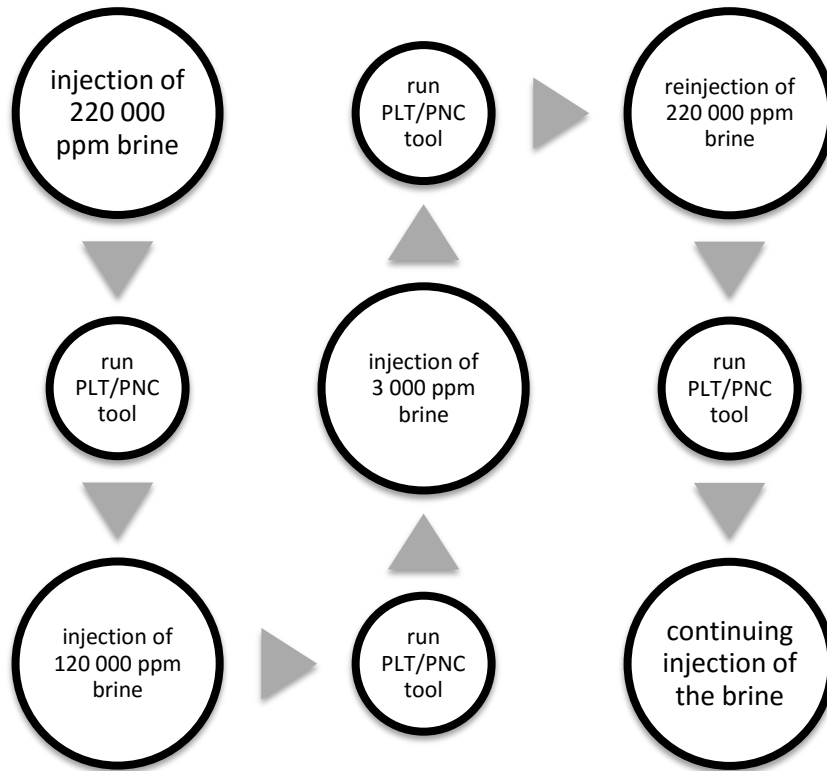 injection of
220 000
ppm brine
run
PLT/PNC
tool
injection of
120 000 ppm
brine
run
PLT/PNC
tool
injection of
3 000 ppm
brine
run
PLT/PNC
tool
reinjection of
220 000 ppm
brine
run
PLT/PNC
tool
continuing
injection of
the brine